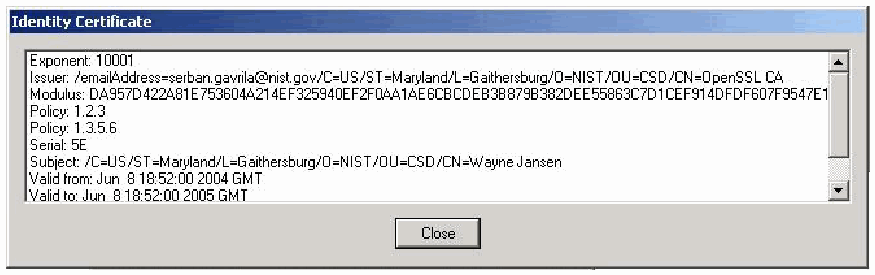 Identity Certificate
Exponent: 10001
Issuer: /emailAddress=serban.gavrila@nist.gov/C=US/ST=Maryland/L=Gaithersburg/O=NIST/OU=CSD/CN=OpenSSL CA
Modulus: DA957D422A81E753604A214EF325940EF2F0AA1AE6CBCDEB3B879B382DEE55863C7D1CEF914DFDF607F9547E1
Policy: 1.2.3
Policy: 1.3.5.6
Serial: 5E
Subject: /C=US/ST=Maryland/L=Gaithersburg/O=NIST/OU=CSD/CN=Wayne Jansen
Valid from: Jun 8 18:52:00 2004 GMT
Valid to: Jun 8 18:52:00 2005 GMT
Close